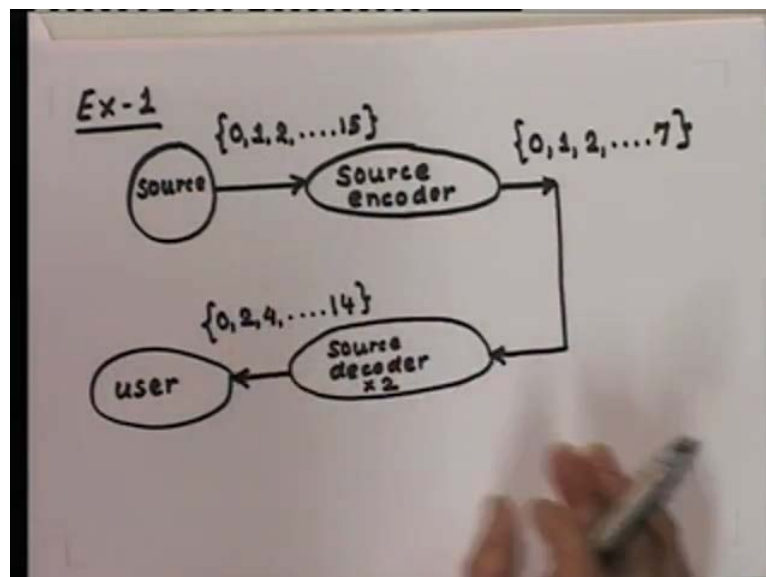 Ex-1
{0,1,2,....15}
{0,1,2,....7}
Source
Source
encoder
{0,2,4,....14}
user
Source
decoder
×2